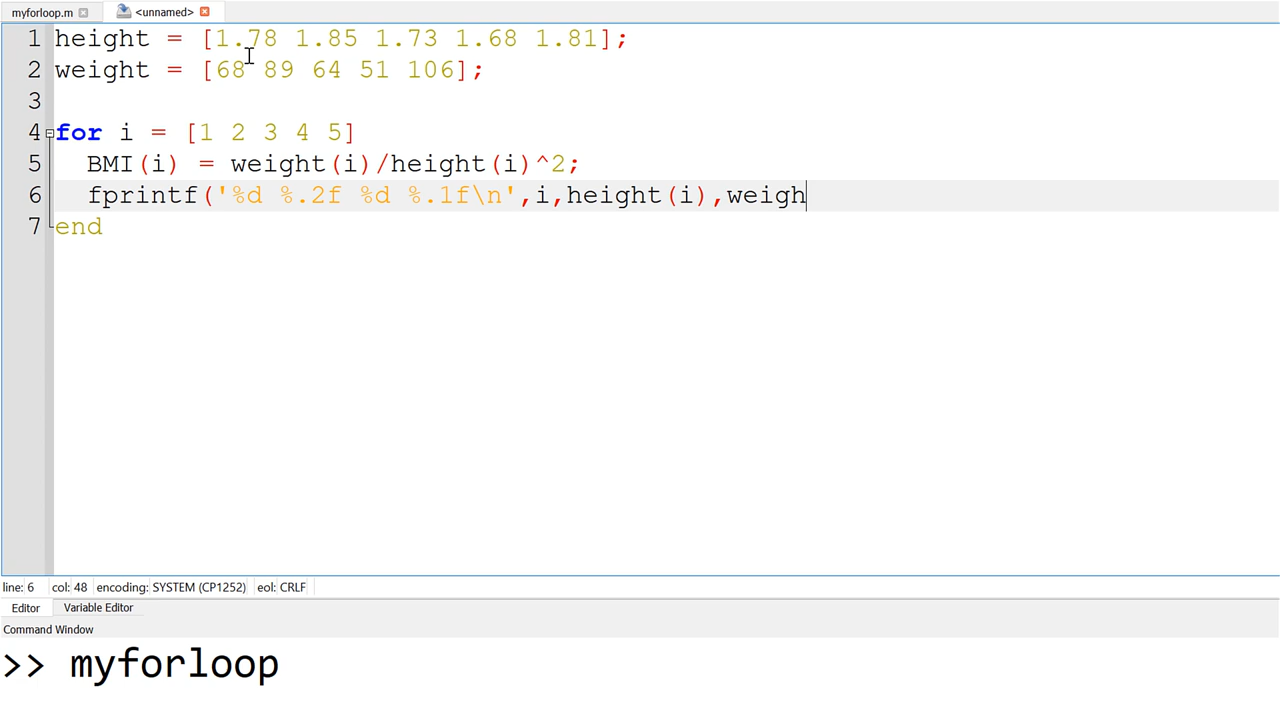 myforloop.m <unnamed>
1 height = [1.78 1.85 1.73 1.68 1.81];
2 weight = [68 89 64 51 106];
3
4 for i = [1 2 3 4 5]
5 BMI(i) = weight(i)/height(i)^2;
6 fprintf('%d %.2f %d %.1f\n',i,height(i),weigh
7 end
line: 6 col: 48 encoding: SYSTEM (CP1252) eol: CRLF
Editor Variable Editor
Command Window
>> myforloop